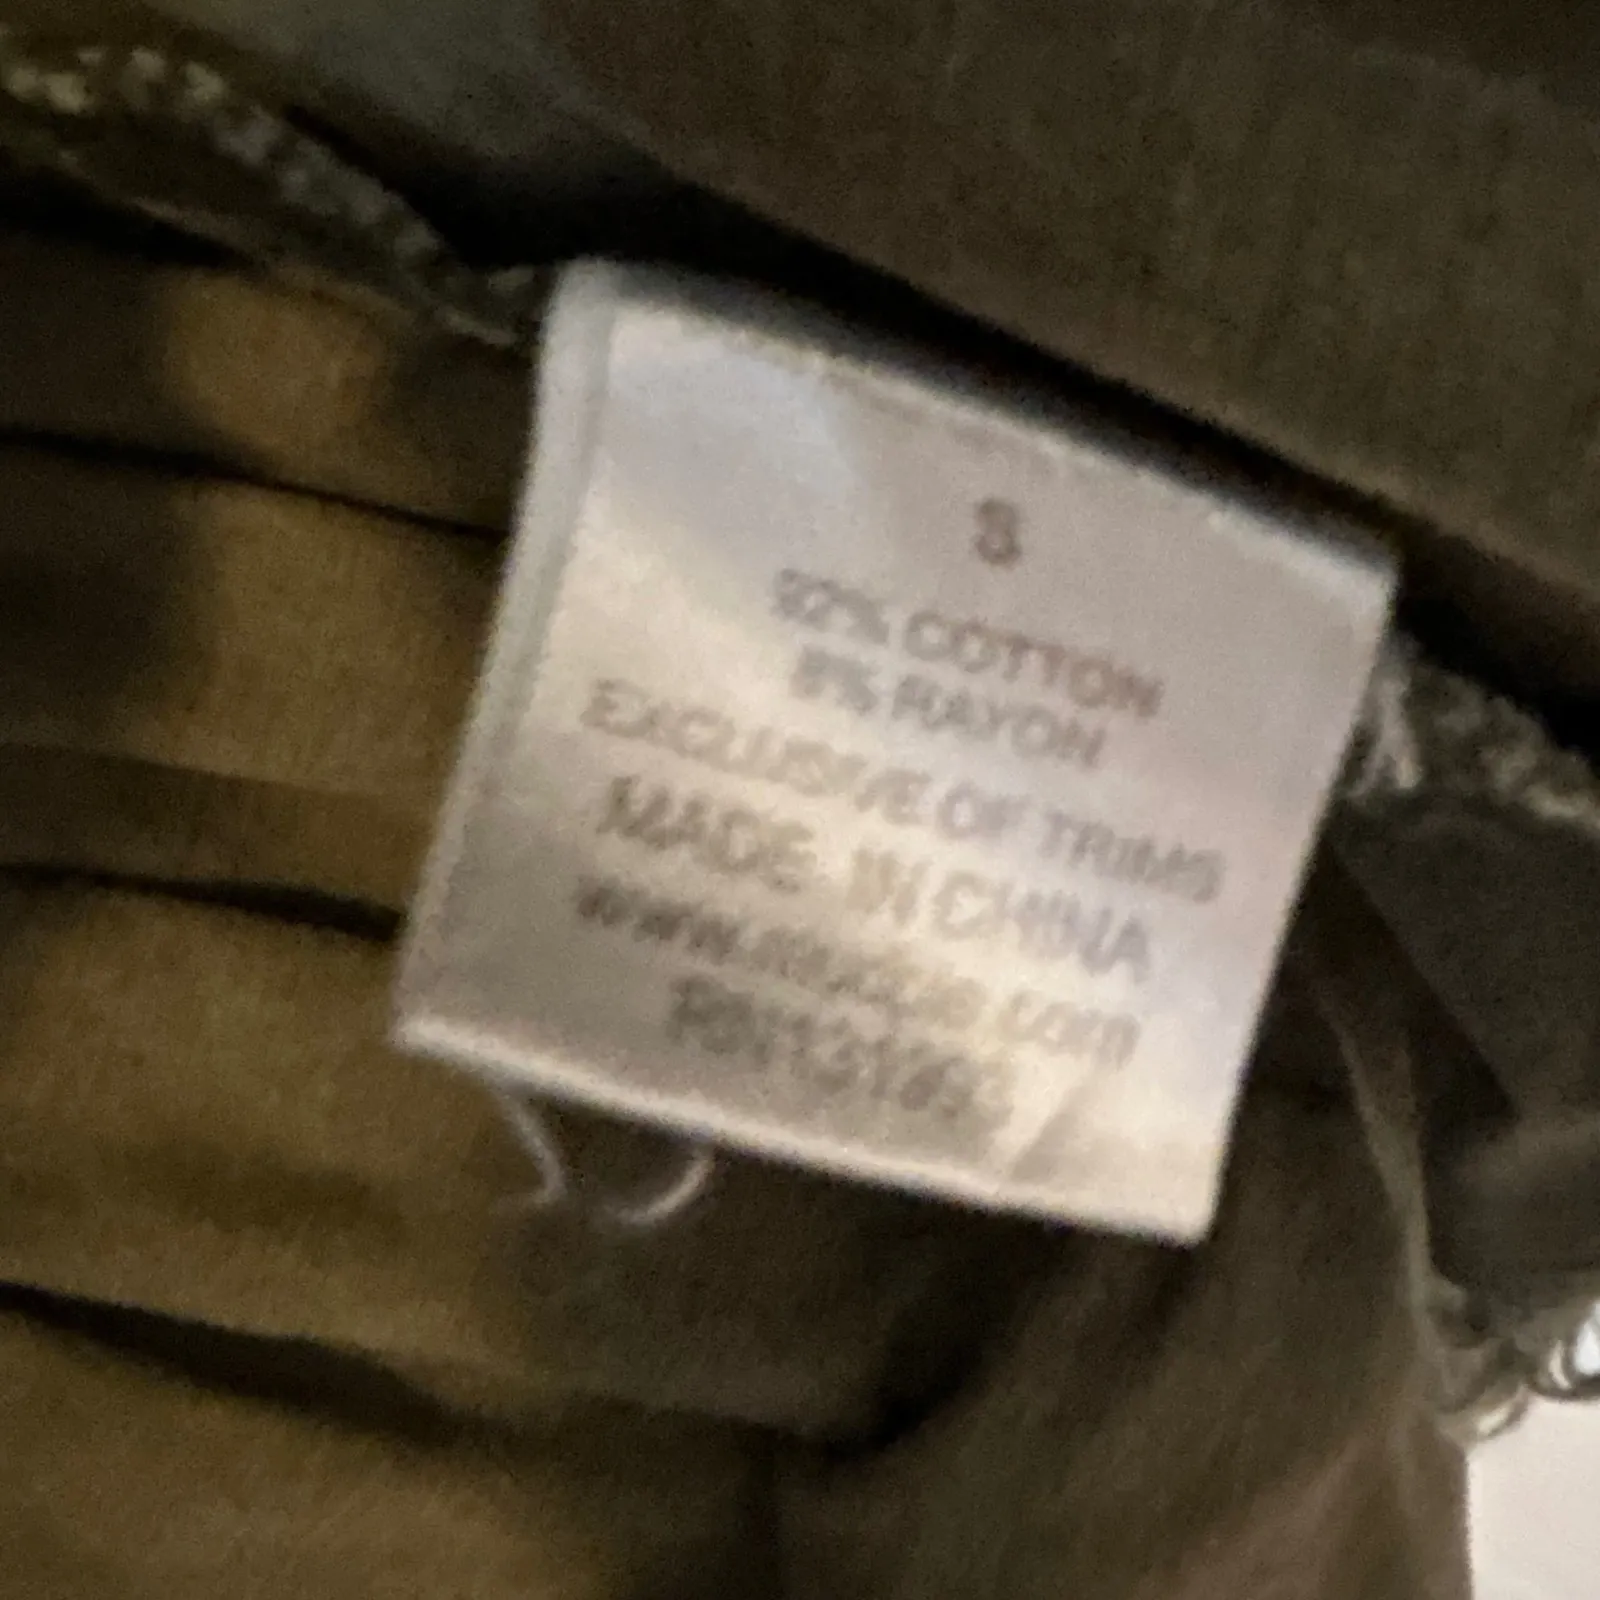 S
92% COTTON
8% RAYON
EXCLUSIVE OF TRIMS
MADE IN CHINA